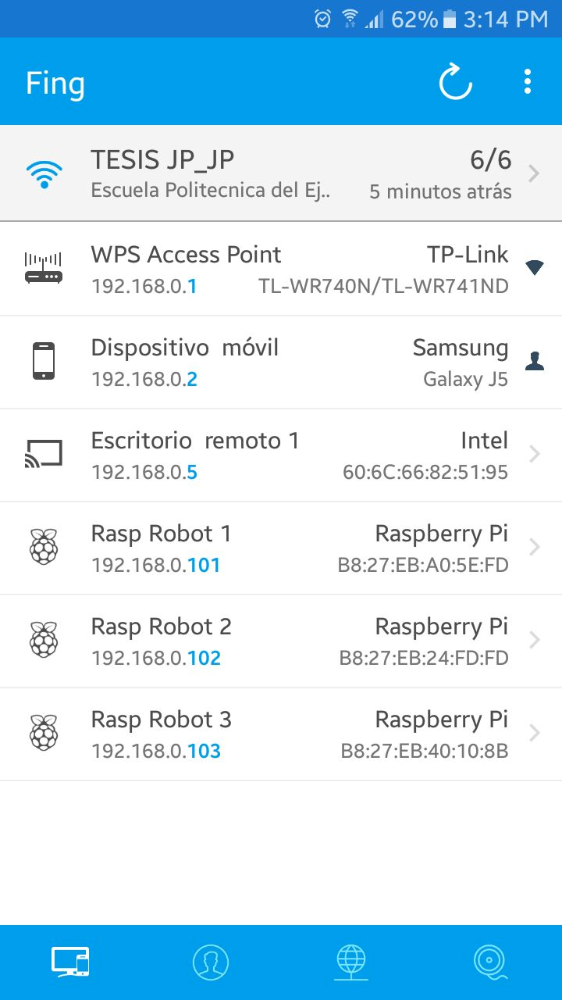 62% 3:14 PM
Fing
TESIS JP_JP 6/6
Escuela Politecnica del Ej.. 5 minutos atrás
WPS Access Point TP-Link
192.168.0.1 TL-WR740N/TL-WR741ND
Dispositivo móvil Samsung
192.168.0.2 Galaxy J5
Escritorio remoto 1 Intel
192.168.0.5 60:6C:66:82:51:95
Rasp Robot 1 Raspberry Pi
192.168.0.101 B8:27:EB:A0:5E:FD
Rasp Robot 2 Raspberry Pi
192.168.0.102 B8:27:EB:24:FD:FD
Rasp Robot 3 Raspberry Pi
192.168.0.103 B8:27:EB:40:10:8B